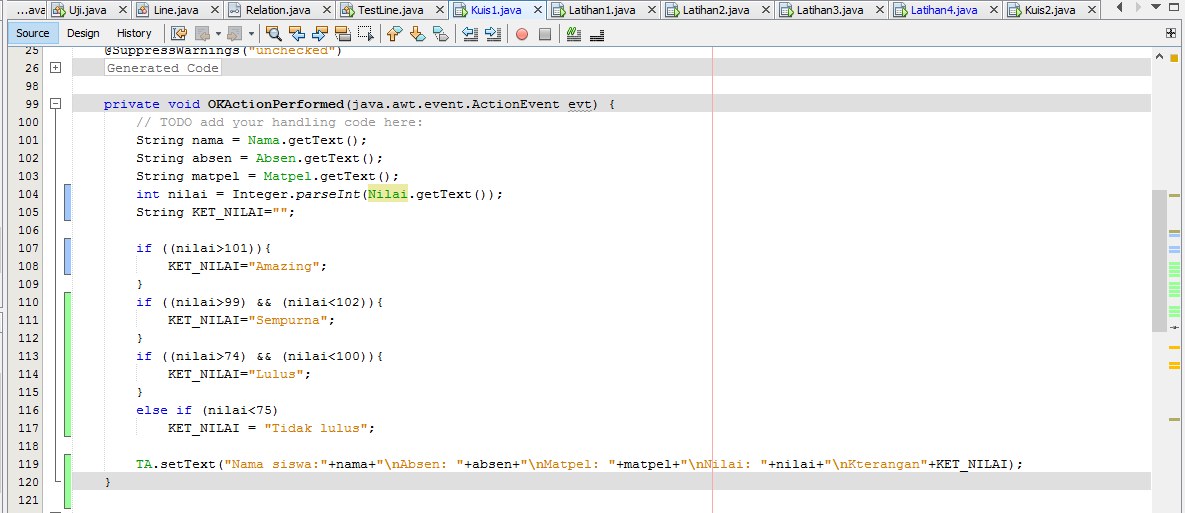 ...ava Uji.java Line.java Relation.java TestLine.java Kuis1.java Latihan1.java Latihan2.java Latihan3.java Latihan4.java Kuis2.java
Source Design History
25 @SuppressWarnings("unchecked")
26 Generated Code
98
99 private void OKActionPerformed(java.awt.event.ActionEvent evt) {
100 // TODO add your handling code here:
101 String nama = Nama.getText();
102 String absen = Absen.getText();
103 String matpel = Matpel.getText();
104 int nilai = Integer.parseInt(Nilai.getText());
105 String KET_NILAI="";
106
107 if ((nilai>101)){
108 KET_NILAI="Amazing";
109 }
110 if ((nilai>99) && (nilai<102)){
111 KET_NILAI="Sempurna";
112 }
113 if ((nilai>74) && (nilai<100)){
114 KET_NILAI="Lulus";
115 }
116 else if (nilai<75)
117 KET_NILAI = "Tidak lulus";
118
119 TA.setText("Nama siswa:"+nama+"\nAbsen: "+absen+"\nMatpel: "+matpel+"\nNilai: "+nilai+"\nKterangan"+KET_NILAI);
120 }
121